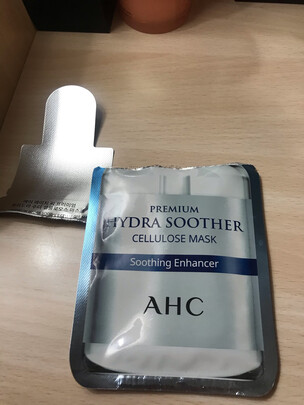 PREMIUM
HYDRA SOOTHER
CELLULOSE MASK
Soothing Enhancer
AHC